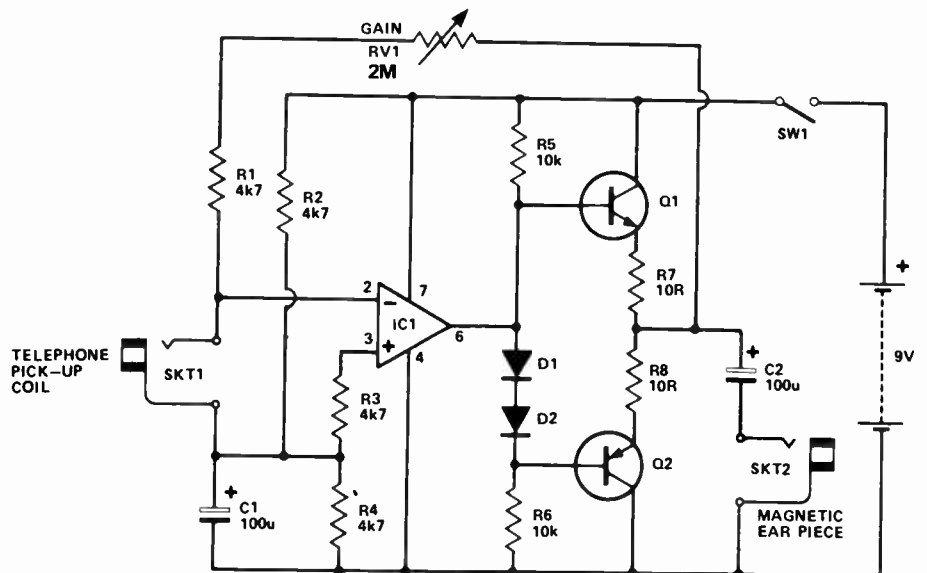 GAIN
RV1
2M
SW1
R1
4k7
R2
4k7
R5
10k
Q1
R7
10R
2
7
IC1
3
6
4
+
9V
TELEPHONE
PICK-UP
COIL
SKT1
R3
4k7
D1
D2
R8
10R
+
C2
100u
Q2
SKT2
MAGNETIC
EAR PIECE
+
C1
100u
R4
4k7
R6
10k